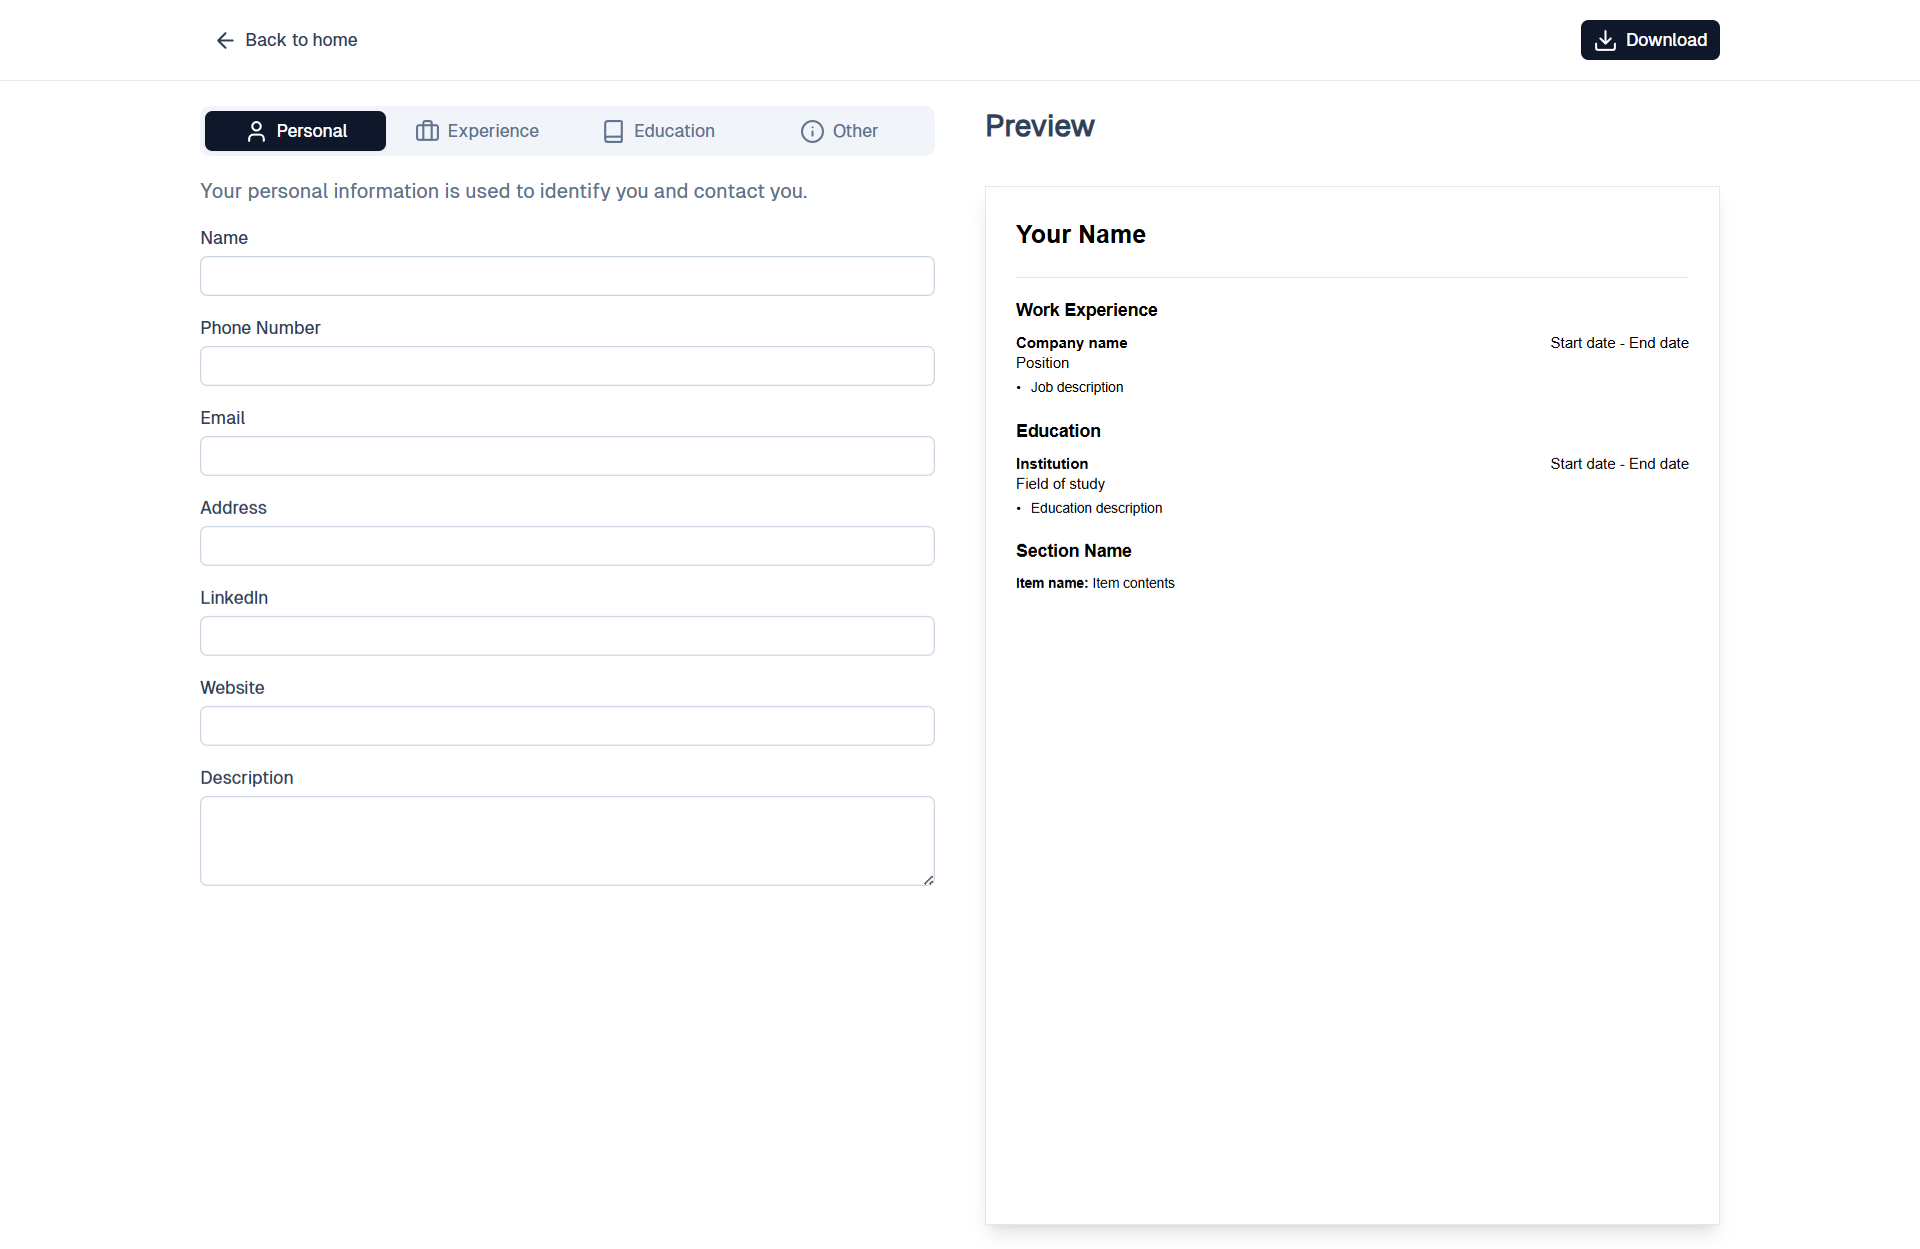 Back to home
Download
Personal
Experience
Education
Other
Your personal information is used to identify you and contact you.
Name
Phone Number
Email
Address
LinkedIn
Website
Description
Preview
Your Name
Work Experience
Company name Start date - End date
Position
• Job description
Education
Institution Start date - End date
Field of study
• Education description
Section Name
Item name: Item contents